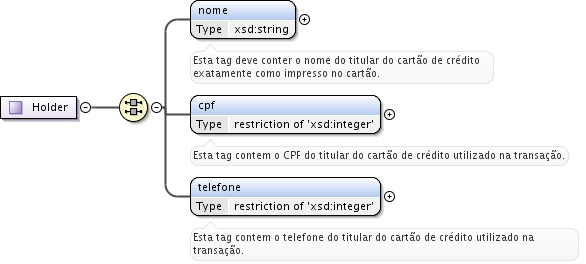 nome
Type xsd:string
Esta tag deve conter o nome do titular do cartão de crédito
exatamente como impresso no cartão.
Holder
cpf
Type restriction of 'xsd:integer'
Esta tag contem o CPF do titular do cartão de crédito utilizado na transação.
telefone
Type restriction of 'xsd:integer'
Esta tag contem o telefone do titular do cartão de crédito utilizado na
transação.